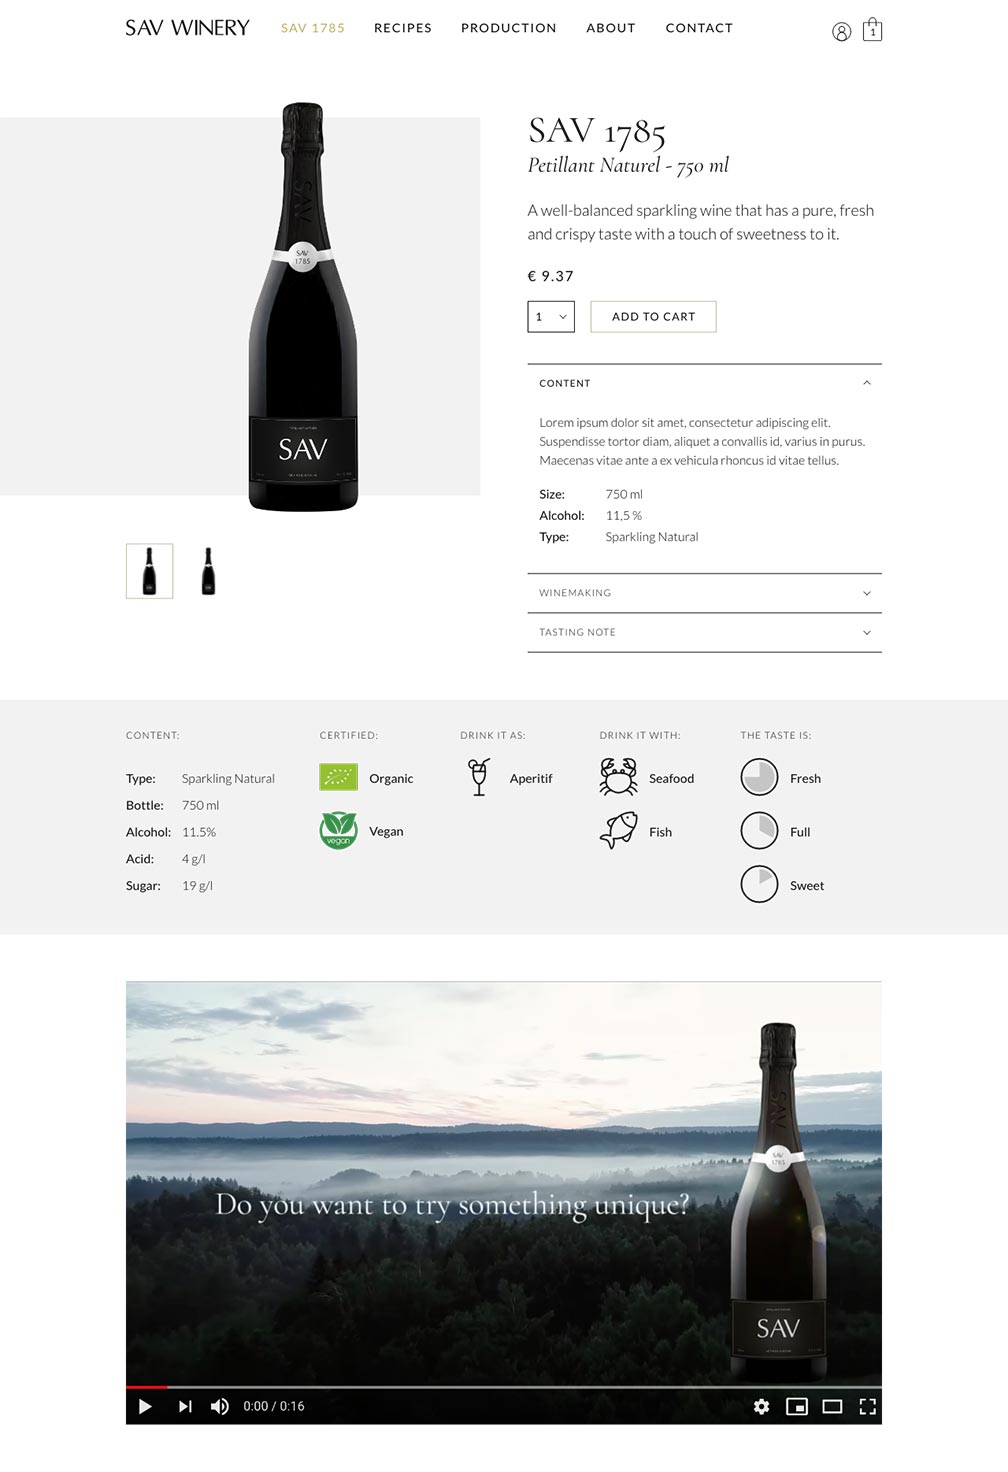 SAV WINERY
SAV 1785
RECIPES
PRODUCTION
ABOUT
CONTACT
1
SAV
SAV
1785
SAV
SAV 1785
Petillant Naturel - 750 ml
A well-balanced sparkling wine that has a pure, fresh
and crispy taste with a touch of sweetness to it.
€ 9.37
1
ADD TO CART
CONTENT
Lorem ipsum dolor sit amet, consectetur adipiscing elit.
Suspendisse tortor diam, aliquet a convallis id, varius in purus.
Maecenas vitae ante a ex vehicula rhoncus id vitae tellus.
Size: 750 ml
Alcohol: 11,5 %
Type: Sparkling Natural
WINEMAKING
TASTING NOTE
CONTENT:
Type: Sparkling Natural
Bottle: 750 ml
Alcohol: 11.5%
Acid: 4 g/l
Sugar: 19 g/l
CERTIFIED:
Organic
vegan
Vegan
DRINK IT AS:
Aperitif
DRINK IT WITH:
Seafood
Fish
THE TASTE IS:
Fresh
Full
Sweet
Do you want to try something unique?
SAV
SAV
1785
SAV
0:00 / 0:16